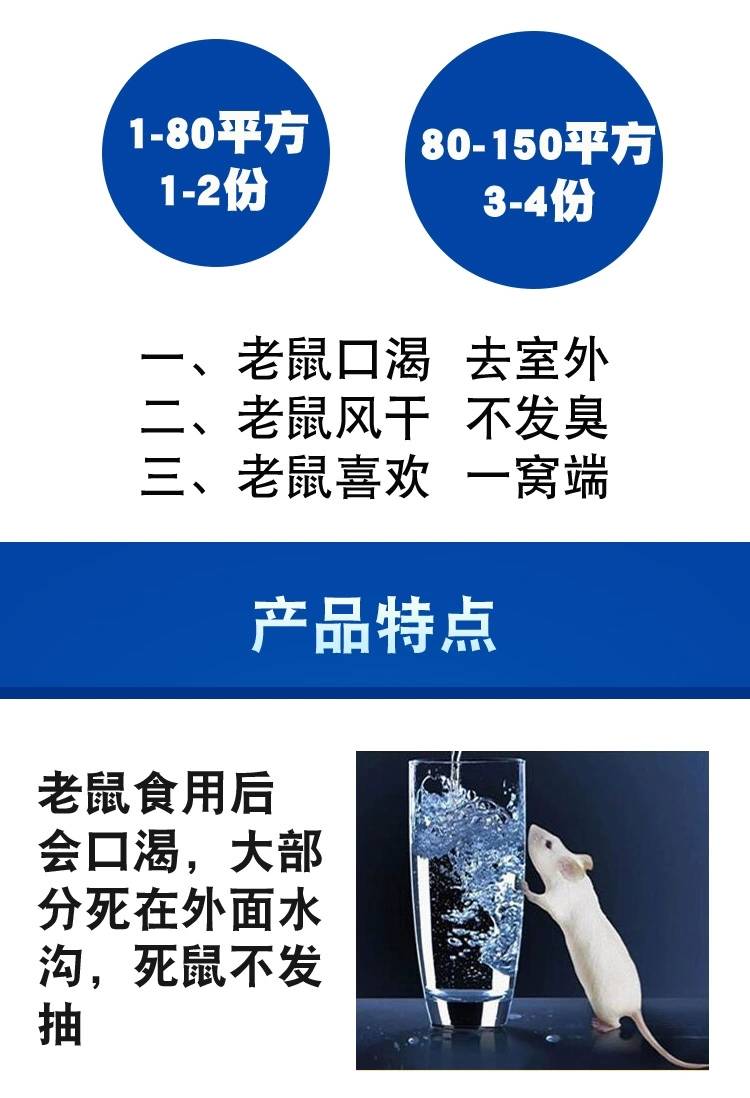 1-80平方
1-2份
80-150平方
3-4份
一、老鼠口渴 去室外
二、老鼠风干 不发臭
三、老鼠喜欢 一窝端
产品特点
老鼠食用后
会口渴，大部
分死在外面水
沟，死鼠不发
抽